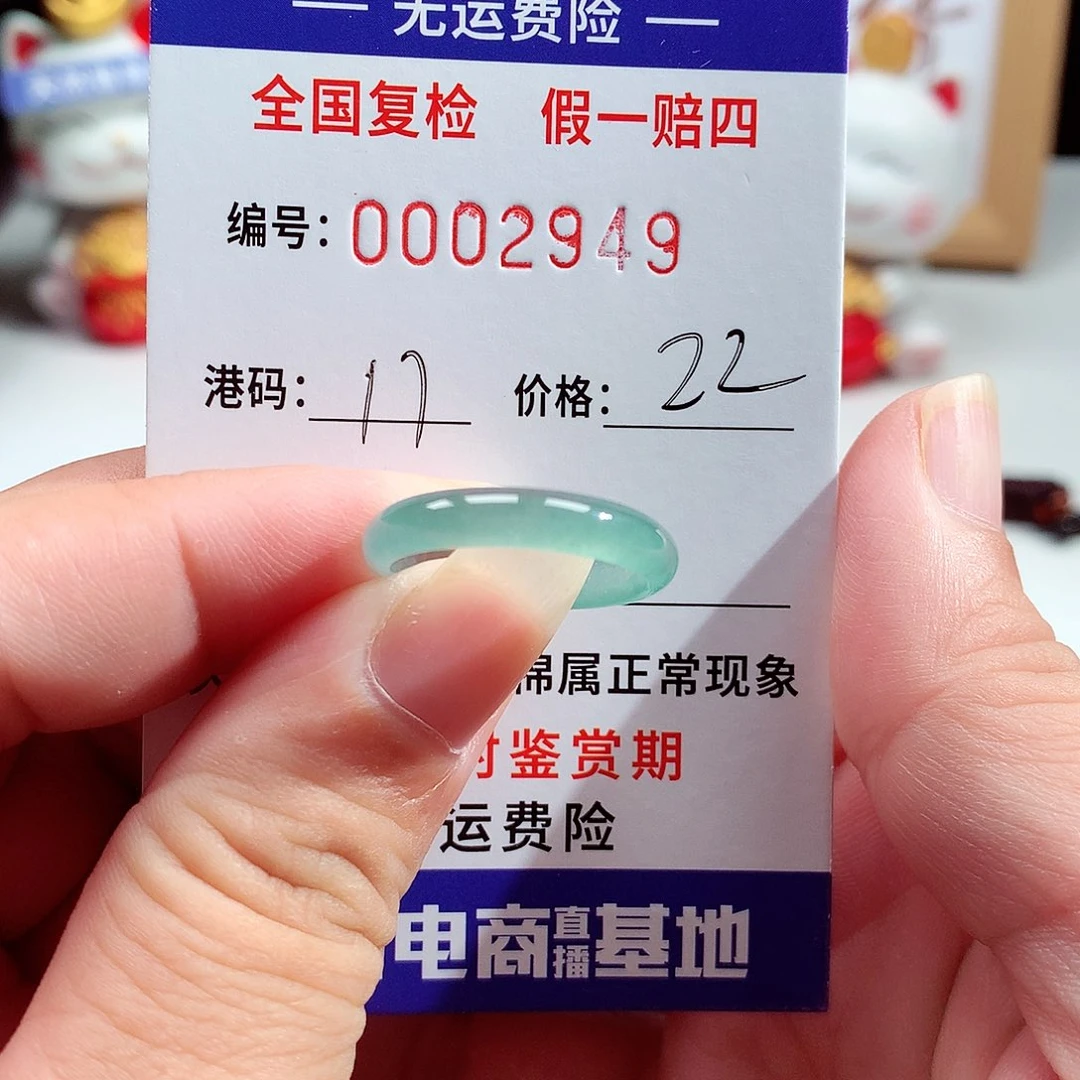 — 无运费险 —
全国复检 假一赔四
编号：0002949
港码：17 价格：22
棉属正常现象
时鉴赏期
运费险
电商直播基地